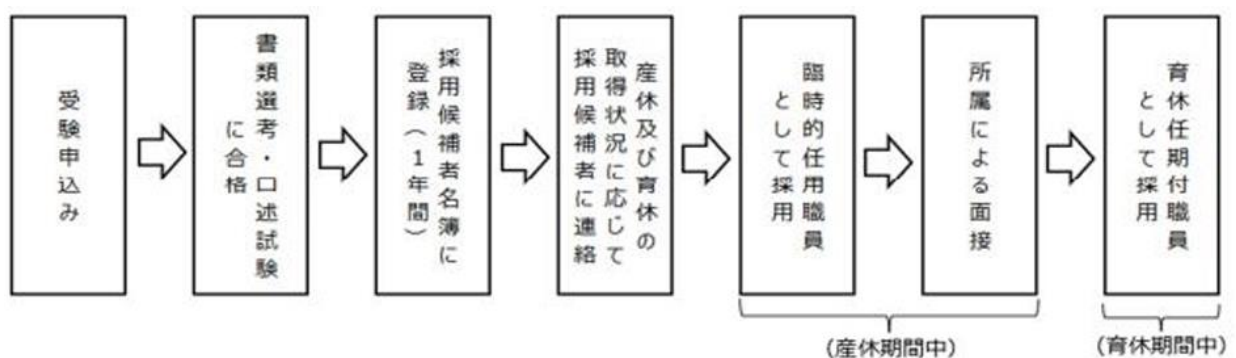 受験申込み
書類選考・口述試験
に合格
採用候補者名簿に
登録（1年間）
産休及び育休の
取得状況に応じて
採用候補者に連絡
臨時的任用職員
として採用
所属による面接
育休任期付職員
として採用
(産休期間中)
(育休期間中)